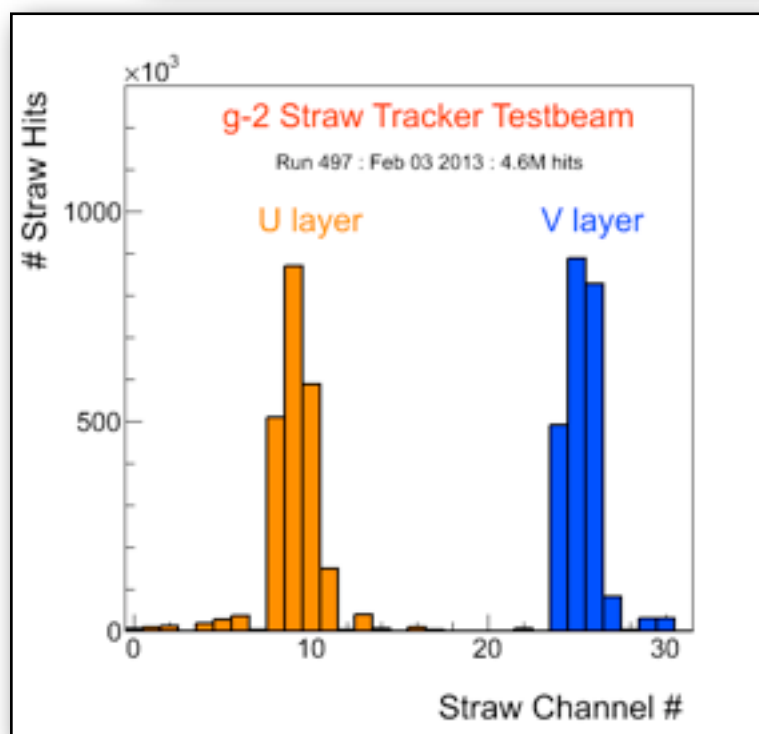 ×10³
# Straw Hits
g-2 Straw Tracker Testbeam
Run 497 : Feb 03 2013 : 4.6M hits
1000
U layer
V layer
500
0
0 10 20 30
Straw Channel #